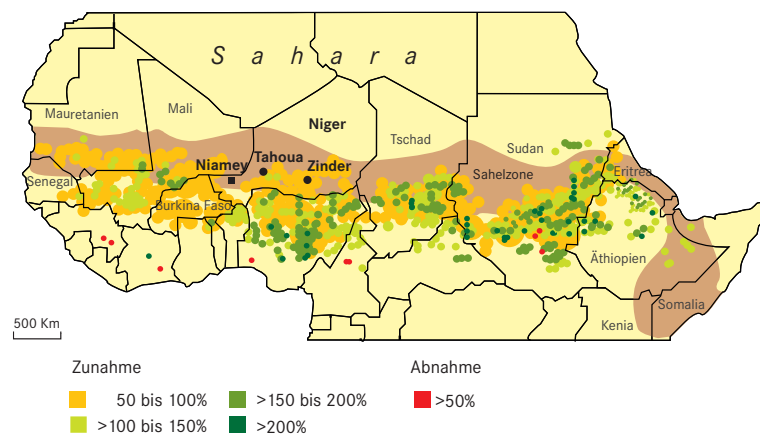 Sahara
Mauretanien
Mali
Niger
Tschad
Sudan
Niamey
Tahoua
Zinder
Sahelzone
Eritrea
Senegal
Burkina Faso
Äthiopien
Somalia
Kenia
500 Km
Zunahme
Abnahme
50 bis 100%
>150 bis 200%
>50%
>100 bis 150%
>200%